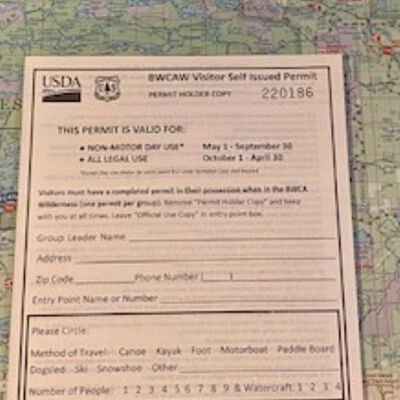 BWCAW Visitor Self Issued Permit
USDA
PERMIT HOLDER COPY 220186
THIS PERMIT IS VALID FOR:
• NON-MOTOR DAY USE* May 1 - September 30
• ALL LEGAL USE October 1 - April 30
Visitors must have a completed permit in their possession when in the BWCA
Wilderness (one permit per group). Remove "Permit Holder Copy" and keep
with you at all times. Leave "Official Use Copy" in entry point box.
Group Leader Name
Address
Zip Code Phone Number ( )
Entry Point Name or Number
Please Circle:
Method of Travel: Canoe - Kayak - Foot - Motorboat - Paddle Board
Dogsled - Ski - Snowshoe - Other
Number of People: 1 2 3 4 5 6 7 8 9 & Watercraft: 1 2 3 4